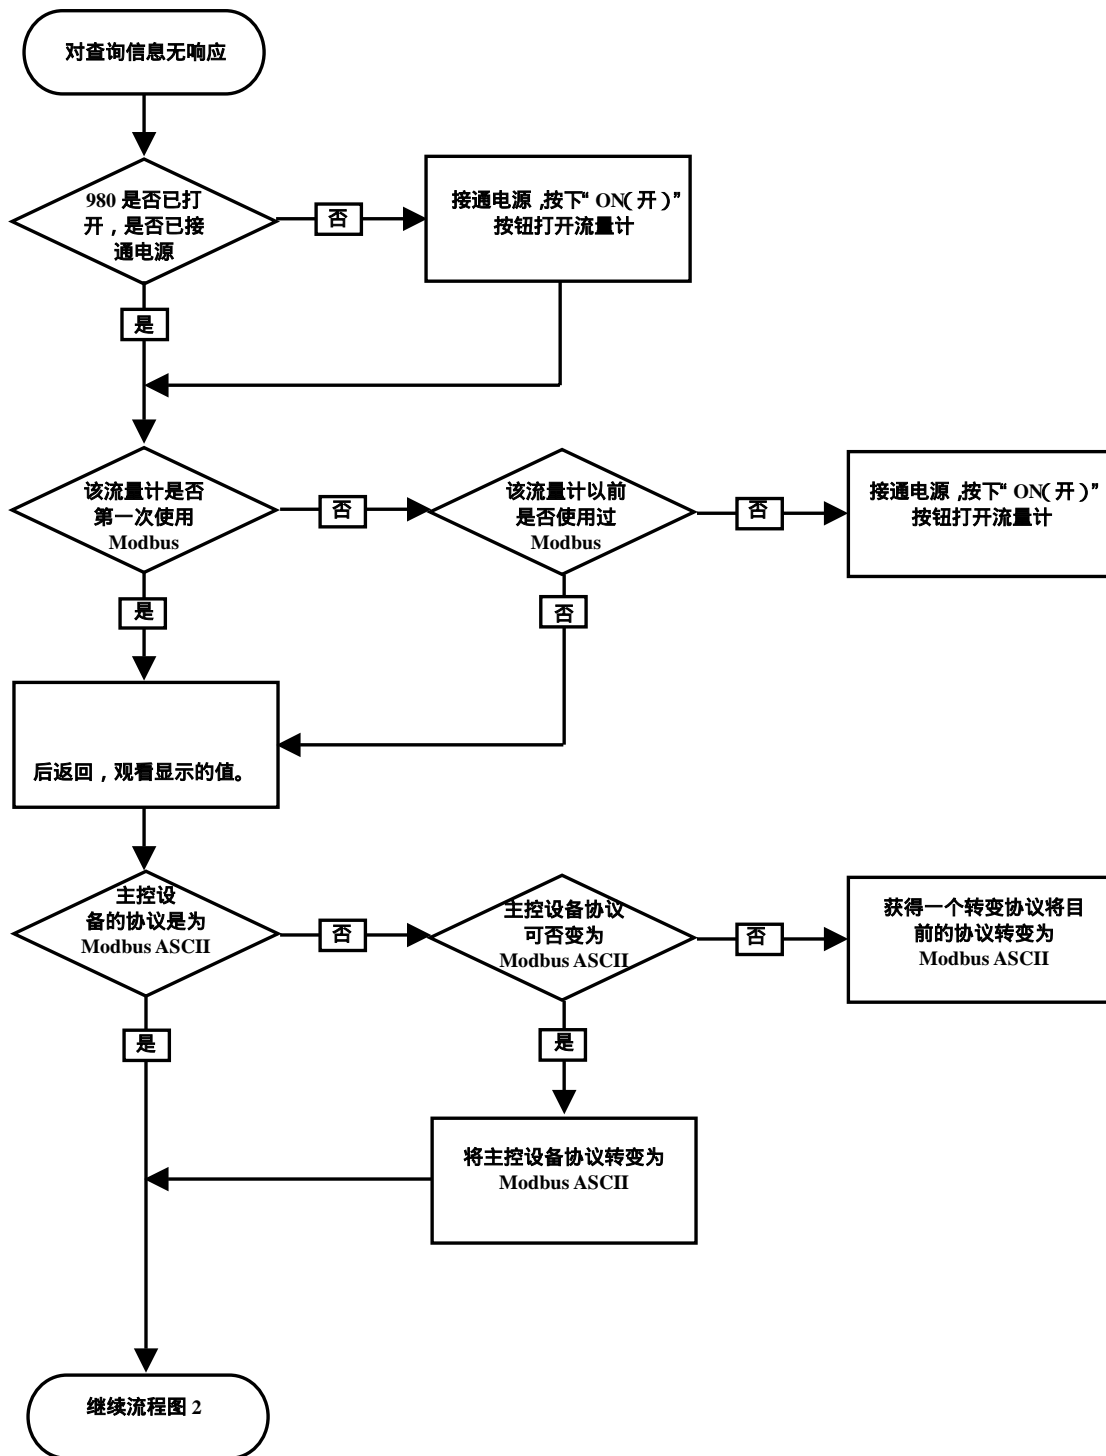 对查询信息无响应
980 是否已打
开，是否已接
通电源
否
接通电源，按下“ON（开）”
按钮打开流量计
是
该流量计是否
第一次使用
Modbus
否
该流量计以前
是否使用过
Modbus
否
接通电源，按下“ON（开）”
按钮打开流量计
是
否
后返回，观看显示的值。
主控设
备的协议是为
Modbus ASCII
否
主控设备协议
可否变为
Modbus ASCII
否
获得一个转变协议将目
前的协议转变为
Modbus ASCII
是
是
将主控设备协议转变为
Modbus ASCII
继续流程图 2